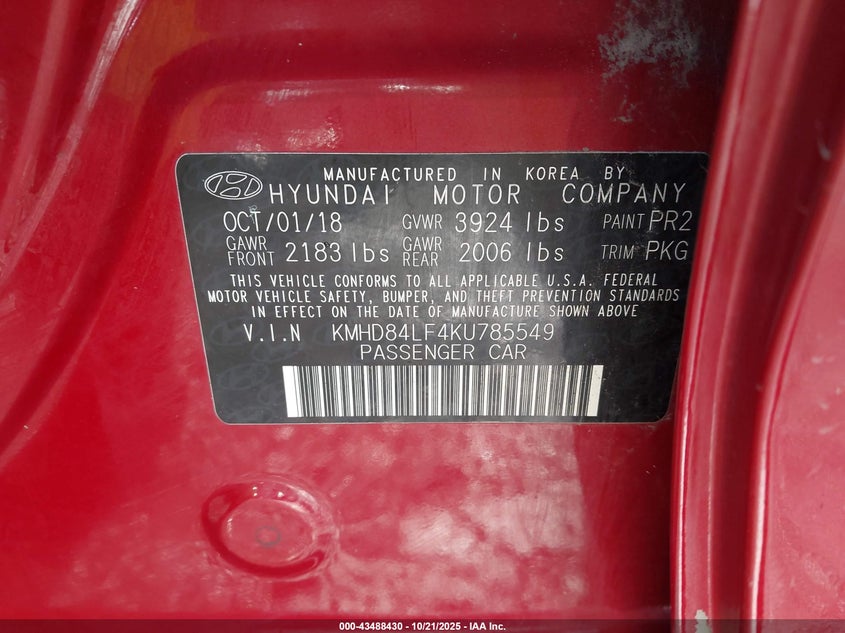 MANUFACTURED IN KOREA BY
HYUNDAI MOTOR COMPANY
OCT/01/18 GVWR 3924 lbs PAINT PR2
GAWR FRONT 2183 lbs GAWR REAR 2006 lbs TRIM PKG
THIS VEHICLE CONFORMS TO ALL APPLICABLE U.S.A. FEDERAL
MOTOR VEHICLE SAFETY, BUMPER, AND THEFT PREVENTION STANDARDS
IN EFFECT ON THE DATE OF MANUFACTURE SHOWN ABOVE
V.I.N KMHD84LF4KU785549
PASSENGER CAR
000-43488430 - 10/21/2025 - IAA Inc.